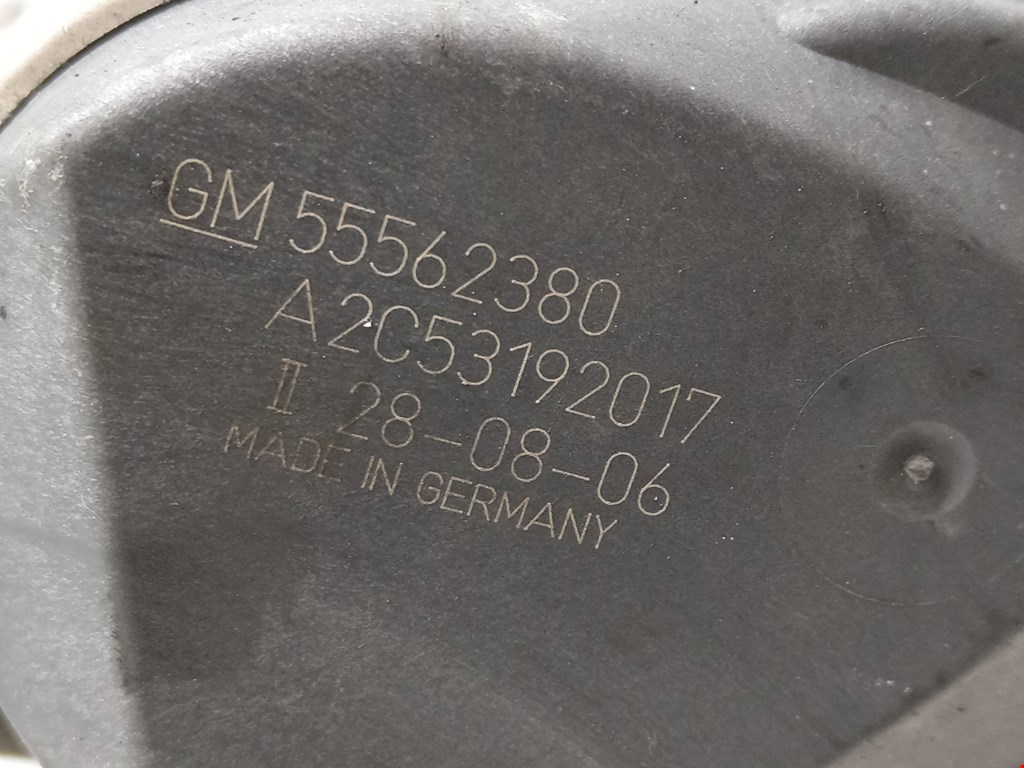 GM 55562380
A2C53192017
II 28-08-06
MADE IN GERMANY